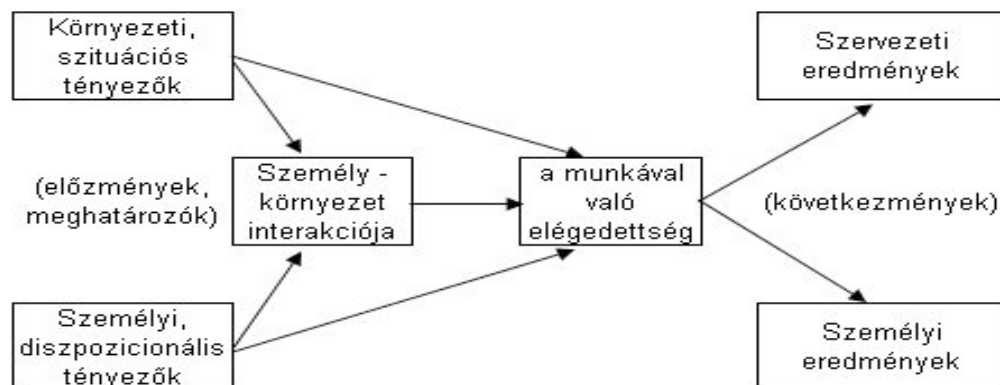 Környezeti,
szituációs
tényezők
Szervezeti
eredmények
(előzmények,
meghatározók)
Személy -
környezet
interakciója
a munkával
való
elégedettség
(következmények)
Személyi,
diszpozicionális
tényezők
Személyi
eredmények